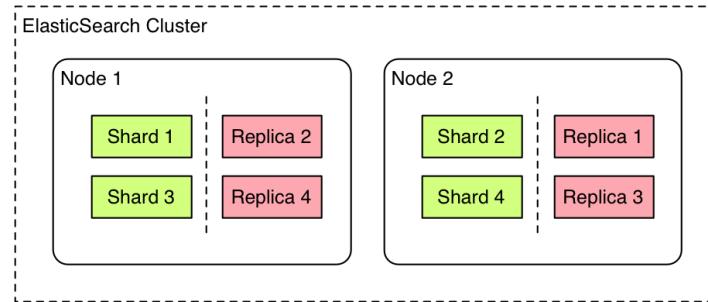 ElasticSearch Cluster
Node 1
Shard 1
Replica 2
Shard 3
Replica 4
Node 2
Shard 2
Replica 1
Shard 4
Replica 3